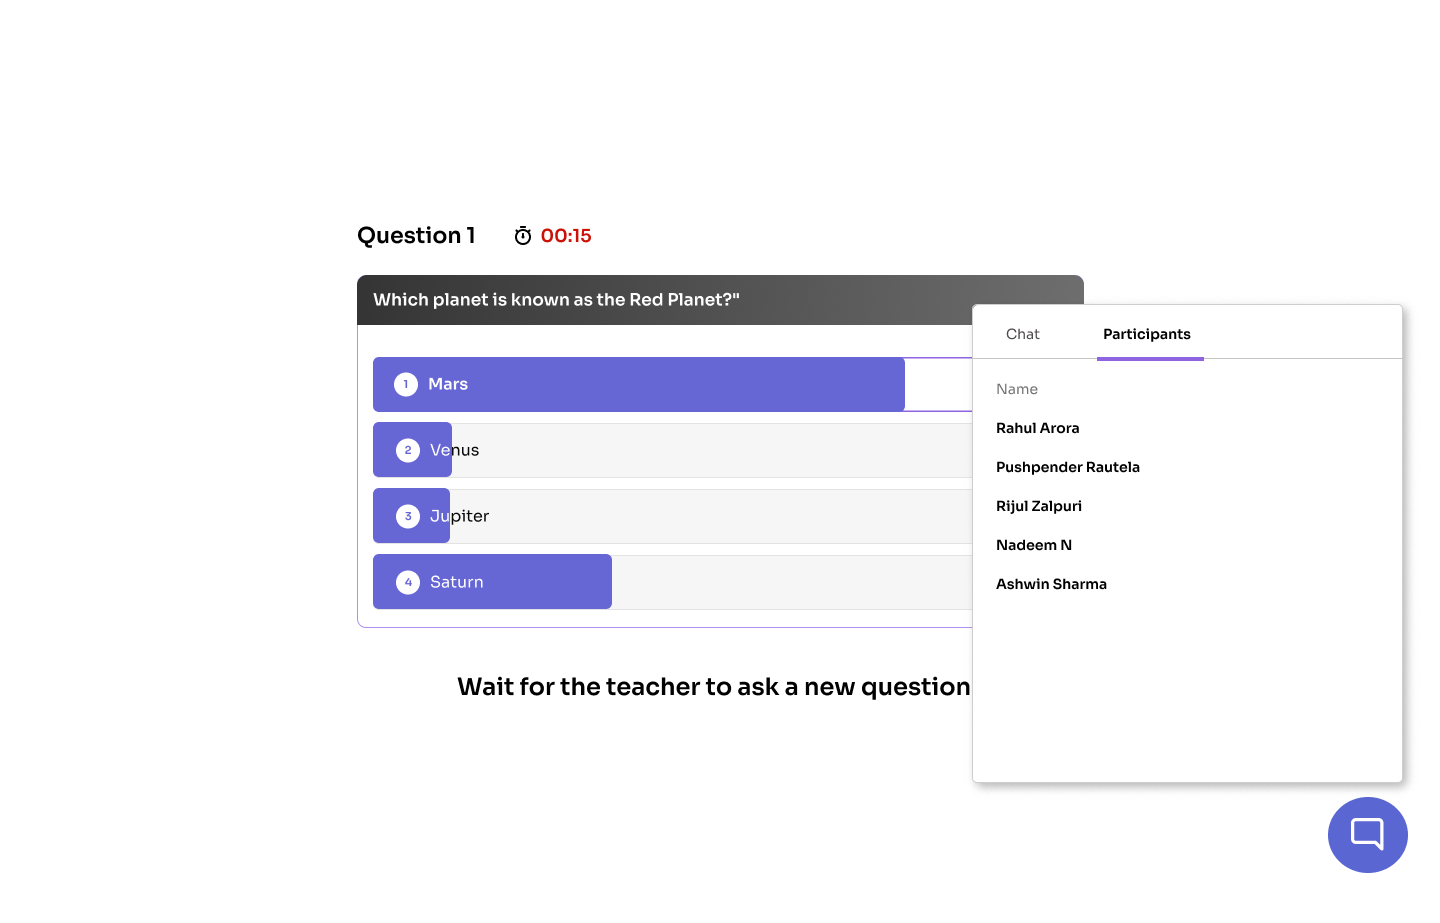 Question 1
00:15
Which planet is known as the Red Planet?"
1 Mars
2 Venus
3 Jupiter
4 Saturn
Wait for the teacher to ask a new question
Chat
Participants
Name
Rahul Arora
Pushpender Rautela
Rijul Zalpuri
Nadeem N
Ashwin Sharma